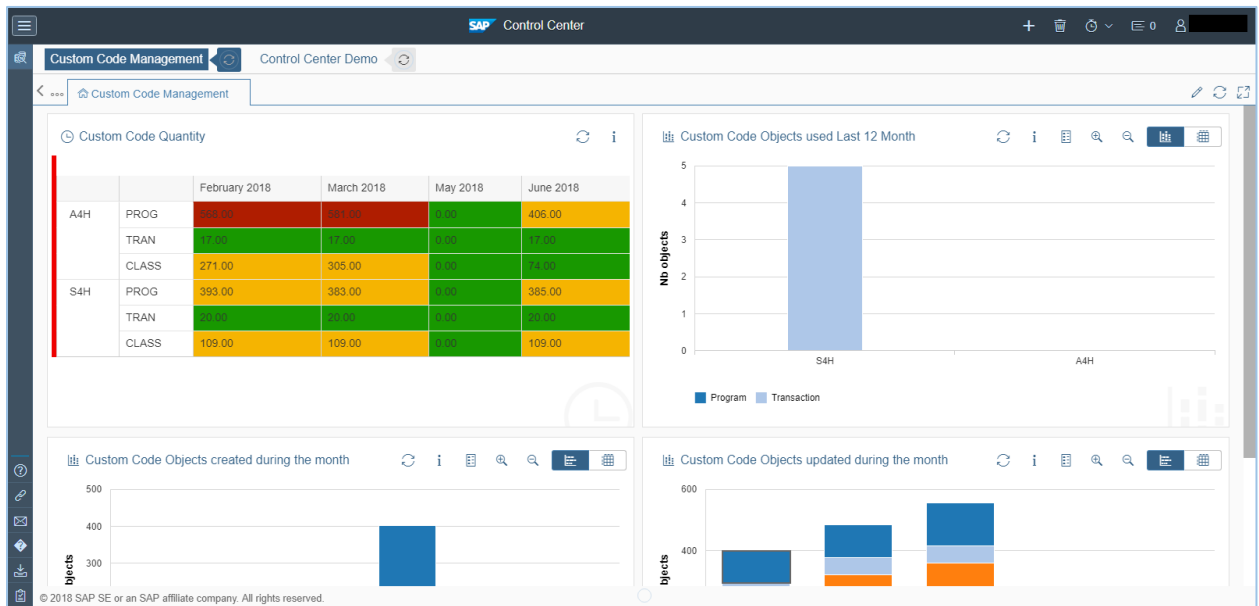 SAP Control Center
0
Custom Code Management Control Center Demo
Custom Code Management
Custom Code Quantity
February 2018 March 2018 May 2018 June 2018
A4H PROG 568.00 581.00 0.00 406.00
TRAN 17.00 17.00 0.00 17.00
CLASS 271.00 305.00 0.00 74.00
S4H PROG 393.00 383.00 0.00 385.00
TRAN 20.00 20.00 0.00 20.00
CLASS 109.00 109.00 0.00 109.00
Custom Code Objects used Last 12 Month
5
4
3
2
1
0
Nb objects
S4H A4H
Program Transaction
Custom Code Objects created during the month
500
400
300
bjects
Custom Code Objects updated during the month
600
400
bjects
© 2018 SAP SE or an SAP affiliate company. All rights reserved.